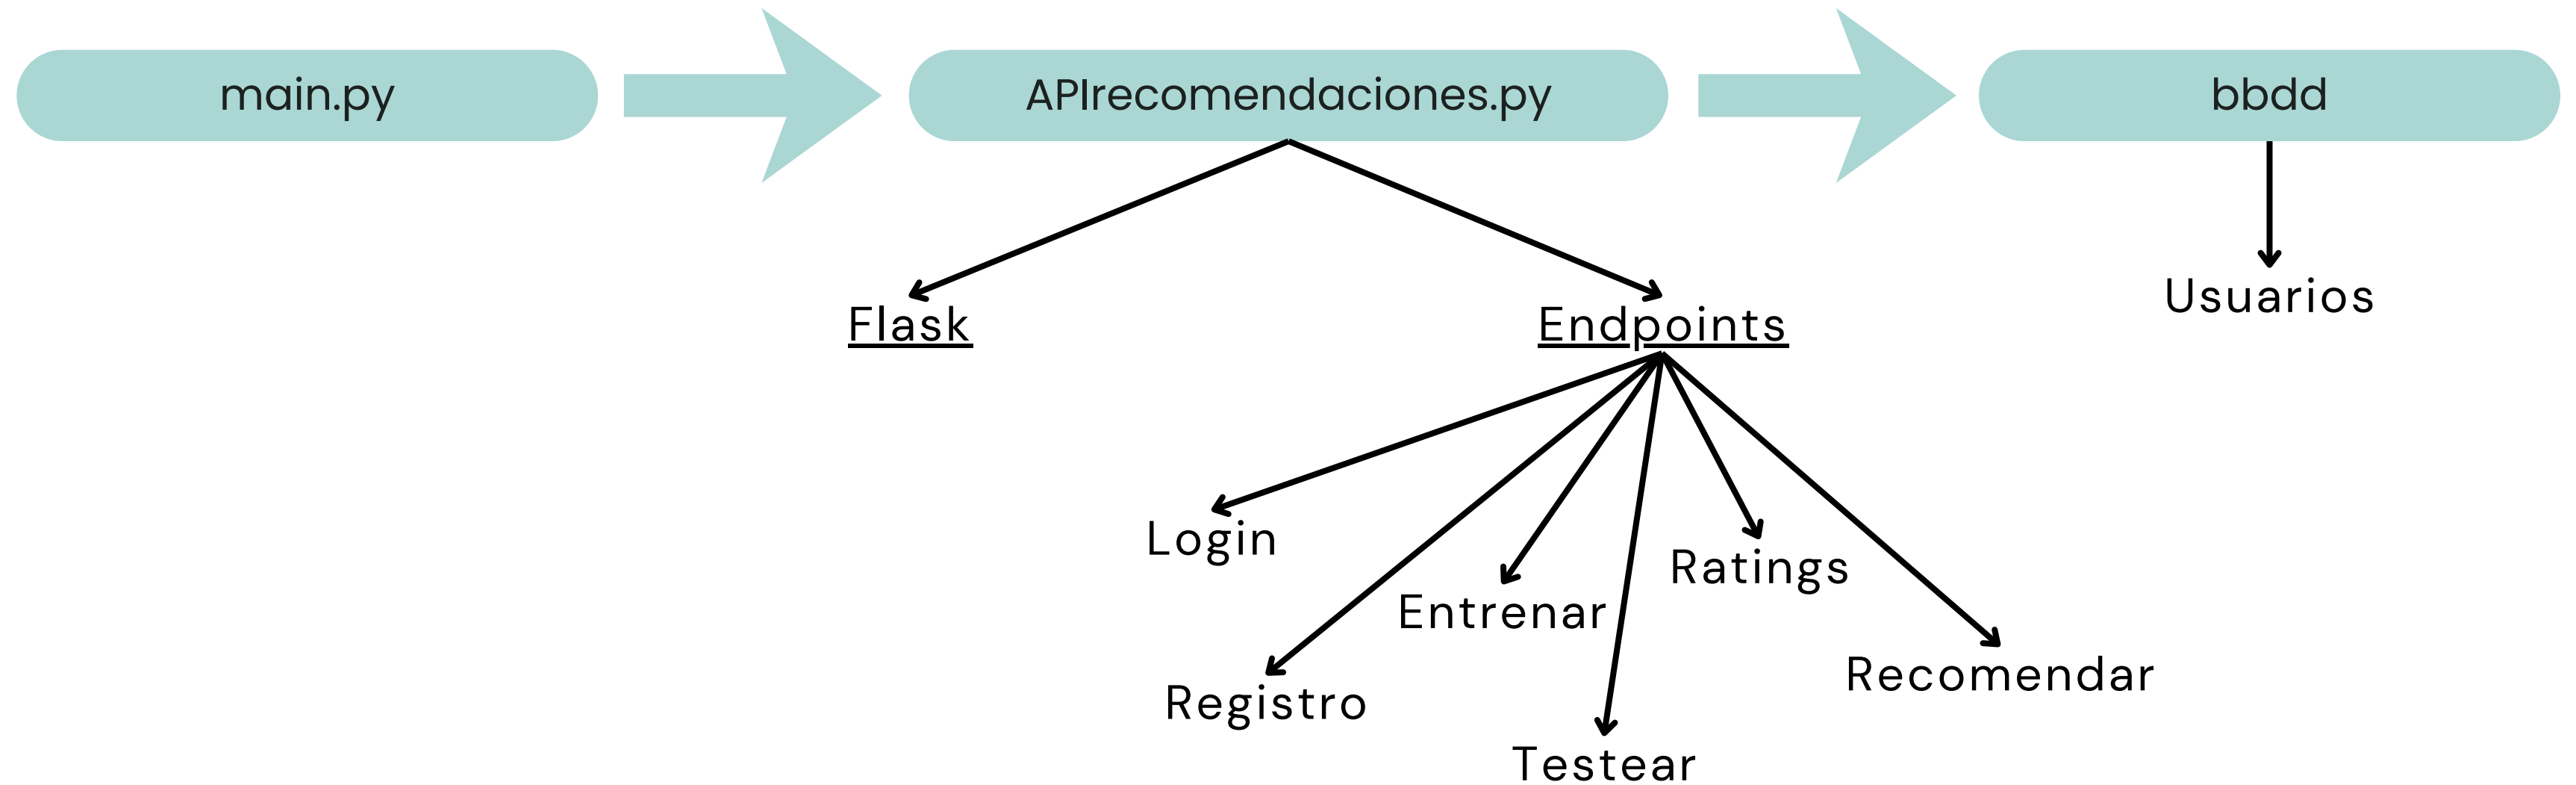 main.py
APIrecomendaciones.py
bbdd
Flask
Endpoints
Usuarios
Login
Registro
Entrenar
Testear
Ratings
Recomendar